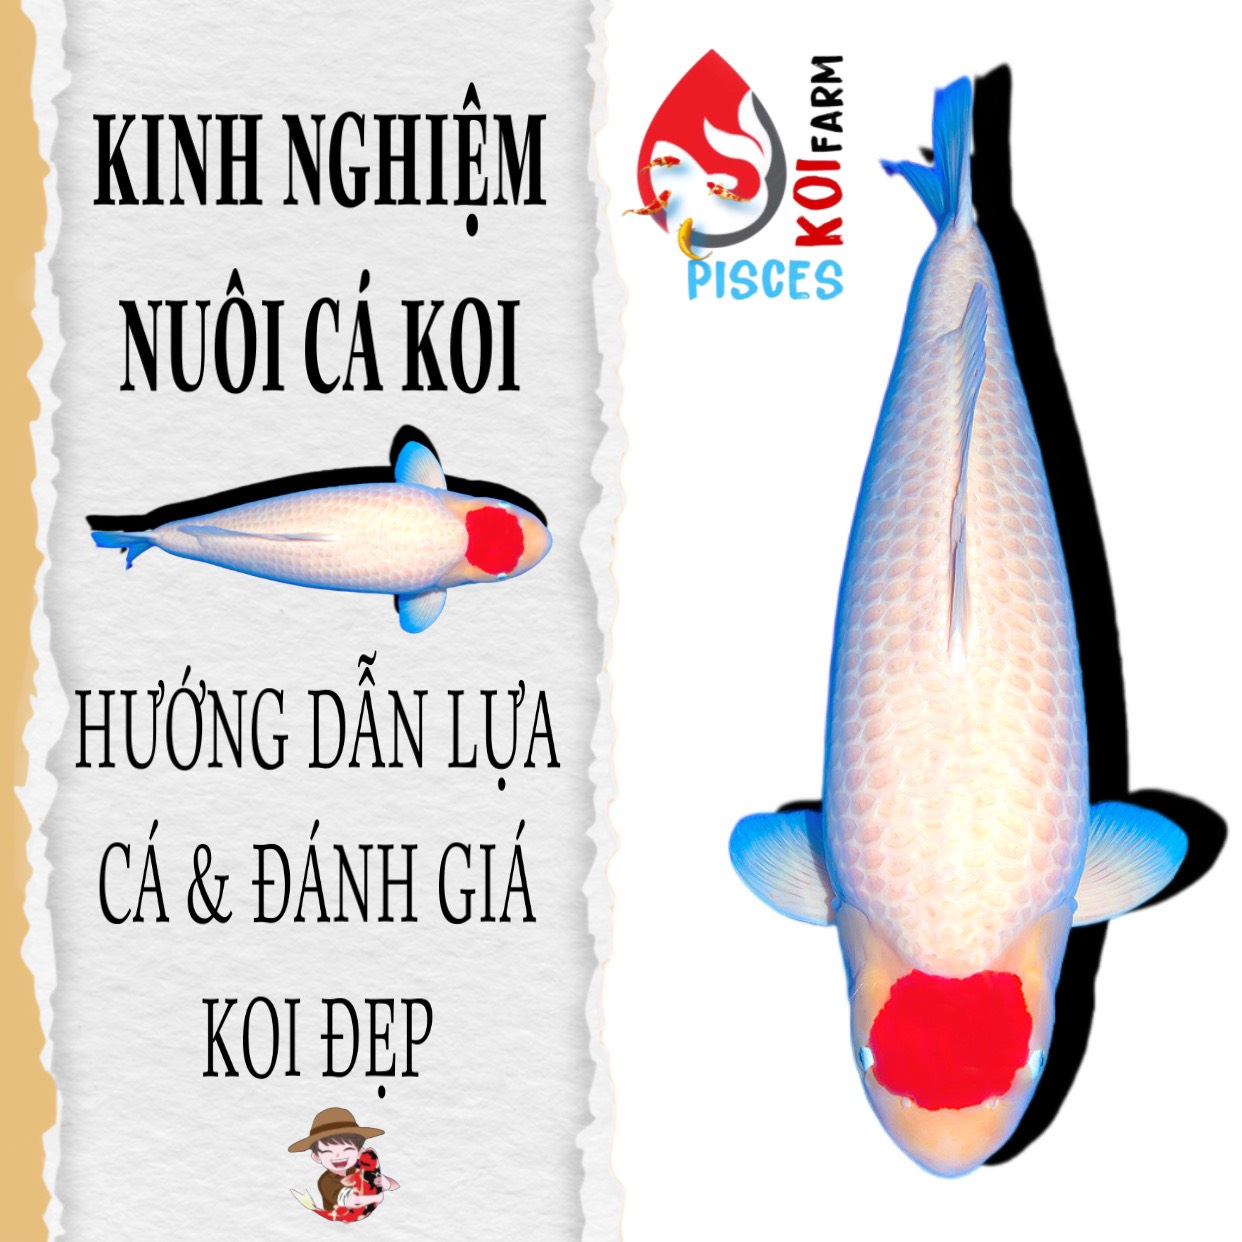 KINH NGHIỆM
NUÔI CÁ KOI
HƯỚNG DẪN LỰA
CÁ & ĐÁNH GIÁ
KOI ĐẸP
KOI FARM
PISCES